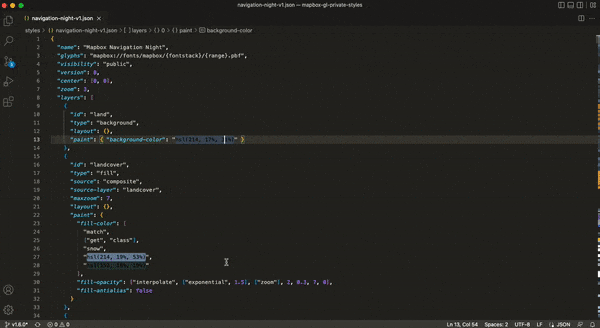 navigation-night-v1.json — mapbox-gl-private-styles
navigation-night-v1.json ×
styles > navigation-night-v1.json > [ ] layers > { } 0 > { } paint > background-color
1 {
2 "name": "Mapbox Navigation Night",
3 "glyphs": "mapbox://fonts/mapbox/{fontstack}/{range}.pbf",
4 "visibility": "public",
5 "version": 8,
6 "center": [0, 0],
7 "zoom": 3,
8 "layers": [
9 {
10 "id": "land",
11 "type": "background",
12 "layout": {},
13 "paint": { "background-color": "hsl(214, 17%," }
14 },
15 {
16 "id": "landcover",
17 "type": "fill",
18 "source": "composite",
19 "source-layer": "landcover",
20 "maxzoom": 7,
21 "layout": {},
22 "paint": {
23 "fill-color": [
24 "match",
25 ["get", "class"],
26 "snow",
27 "hsl(214, 19%, 53%)",
28
29 ],
30 "fill-opacity": ["interpolate", ["exponential", 1.5], ["zoom"], 2, 0.3, 7, 0],
31 "fill-antialias": false
32 }
33 },
34 {
v1.6.0* 0 0 Ln 13, Col 54 Spaces: 2 UTF-8 LF JSON